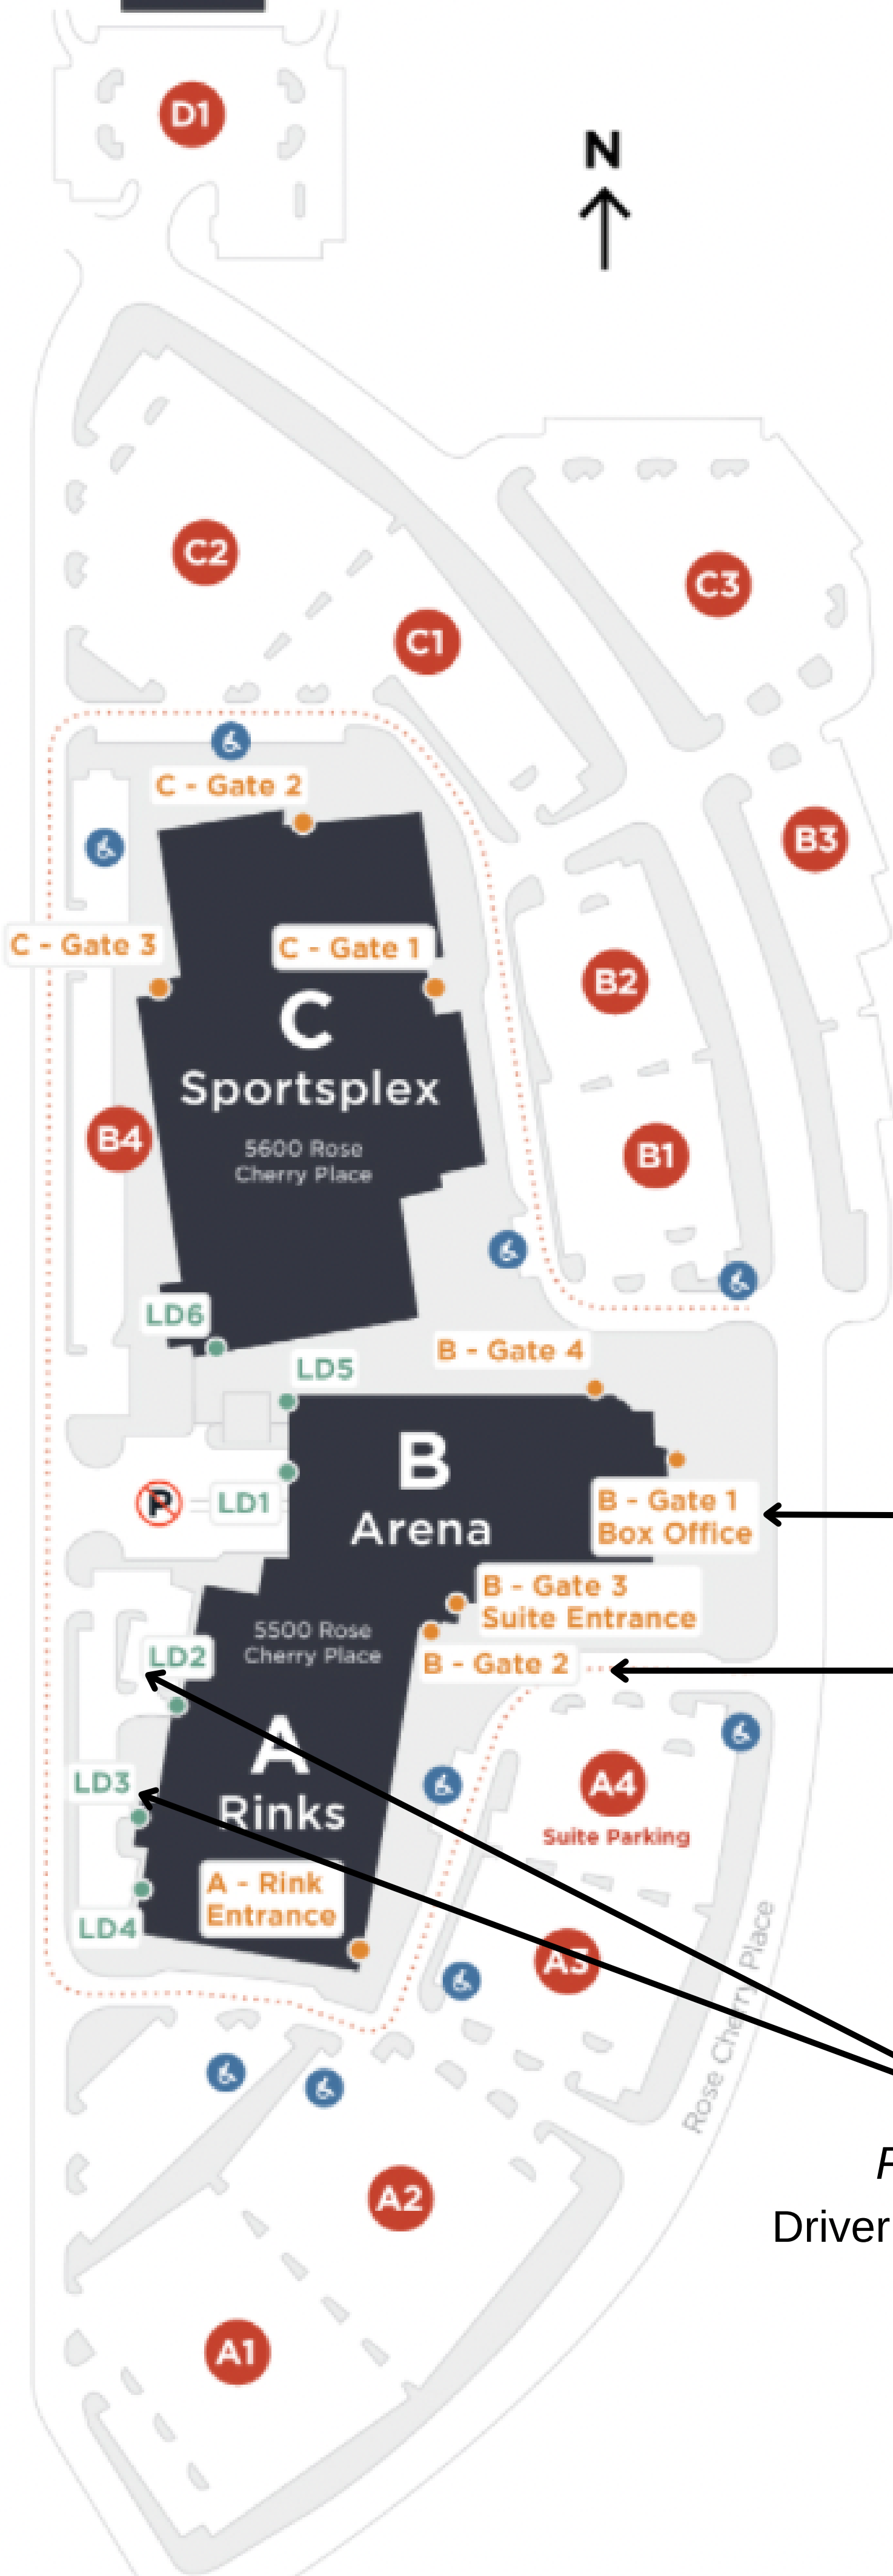 D1
N
C2
C3
C1
C - Gate 2
B3
C - Gate 3
C - Gate 1
B2
C
Sportsplex
5600 Rose
Cherry Place
B4
B1
LD6
B - Gate 4
LD5
B
Arena
P
LD1
B - Gate 1
Box Office
B - Gate 3
Suite Entrance
5500 Rose
Cherry Place
B - Gate 2
LD2
A
Rinks
A4
Suite Parking
LD3
A - Rink
Entrance
LD4
A3
Rose Cherry Place
A2
Driver
A1